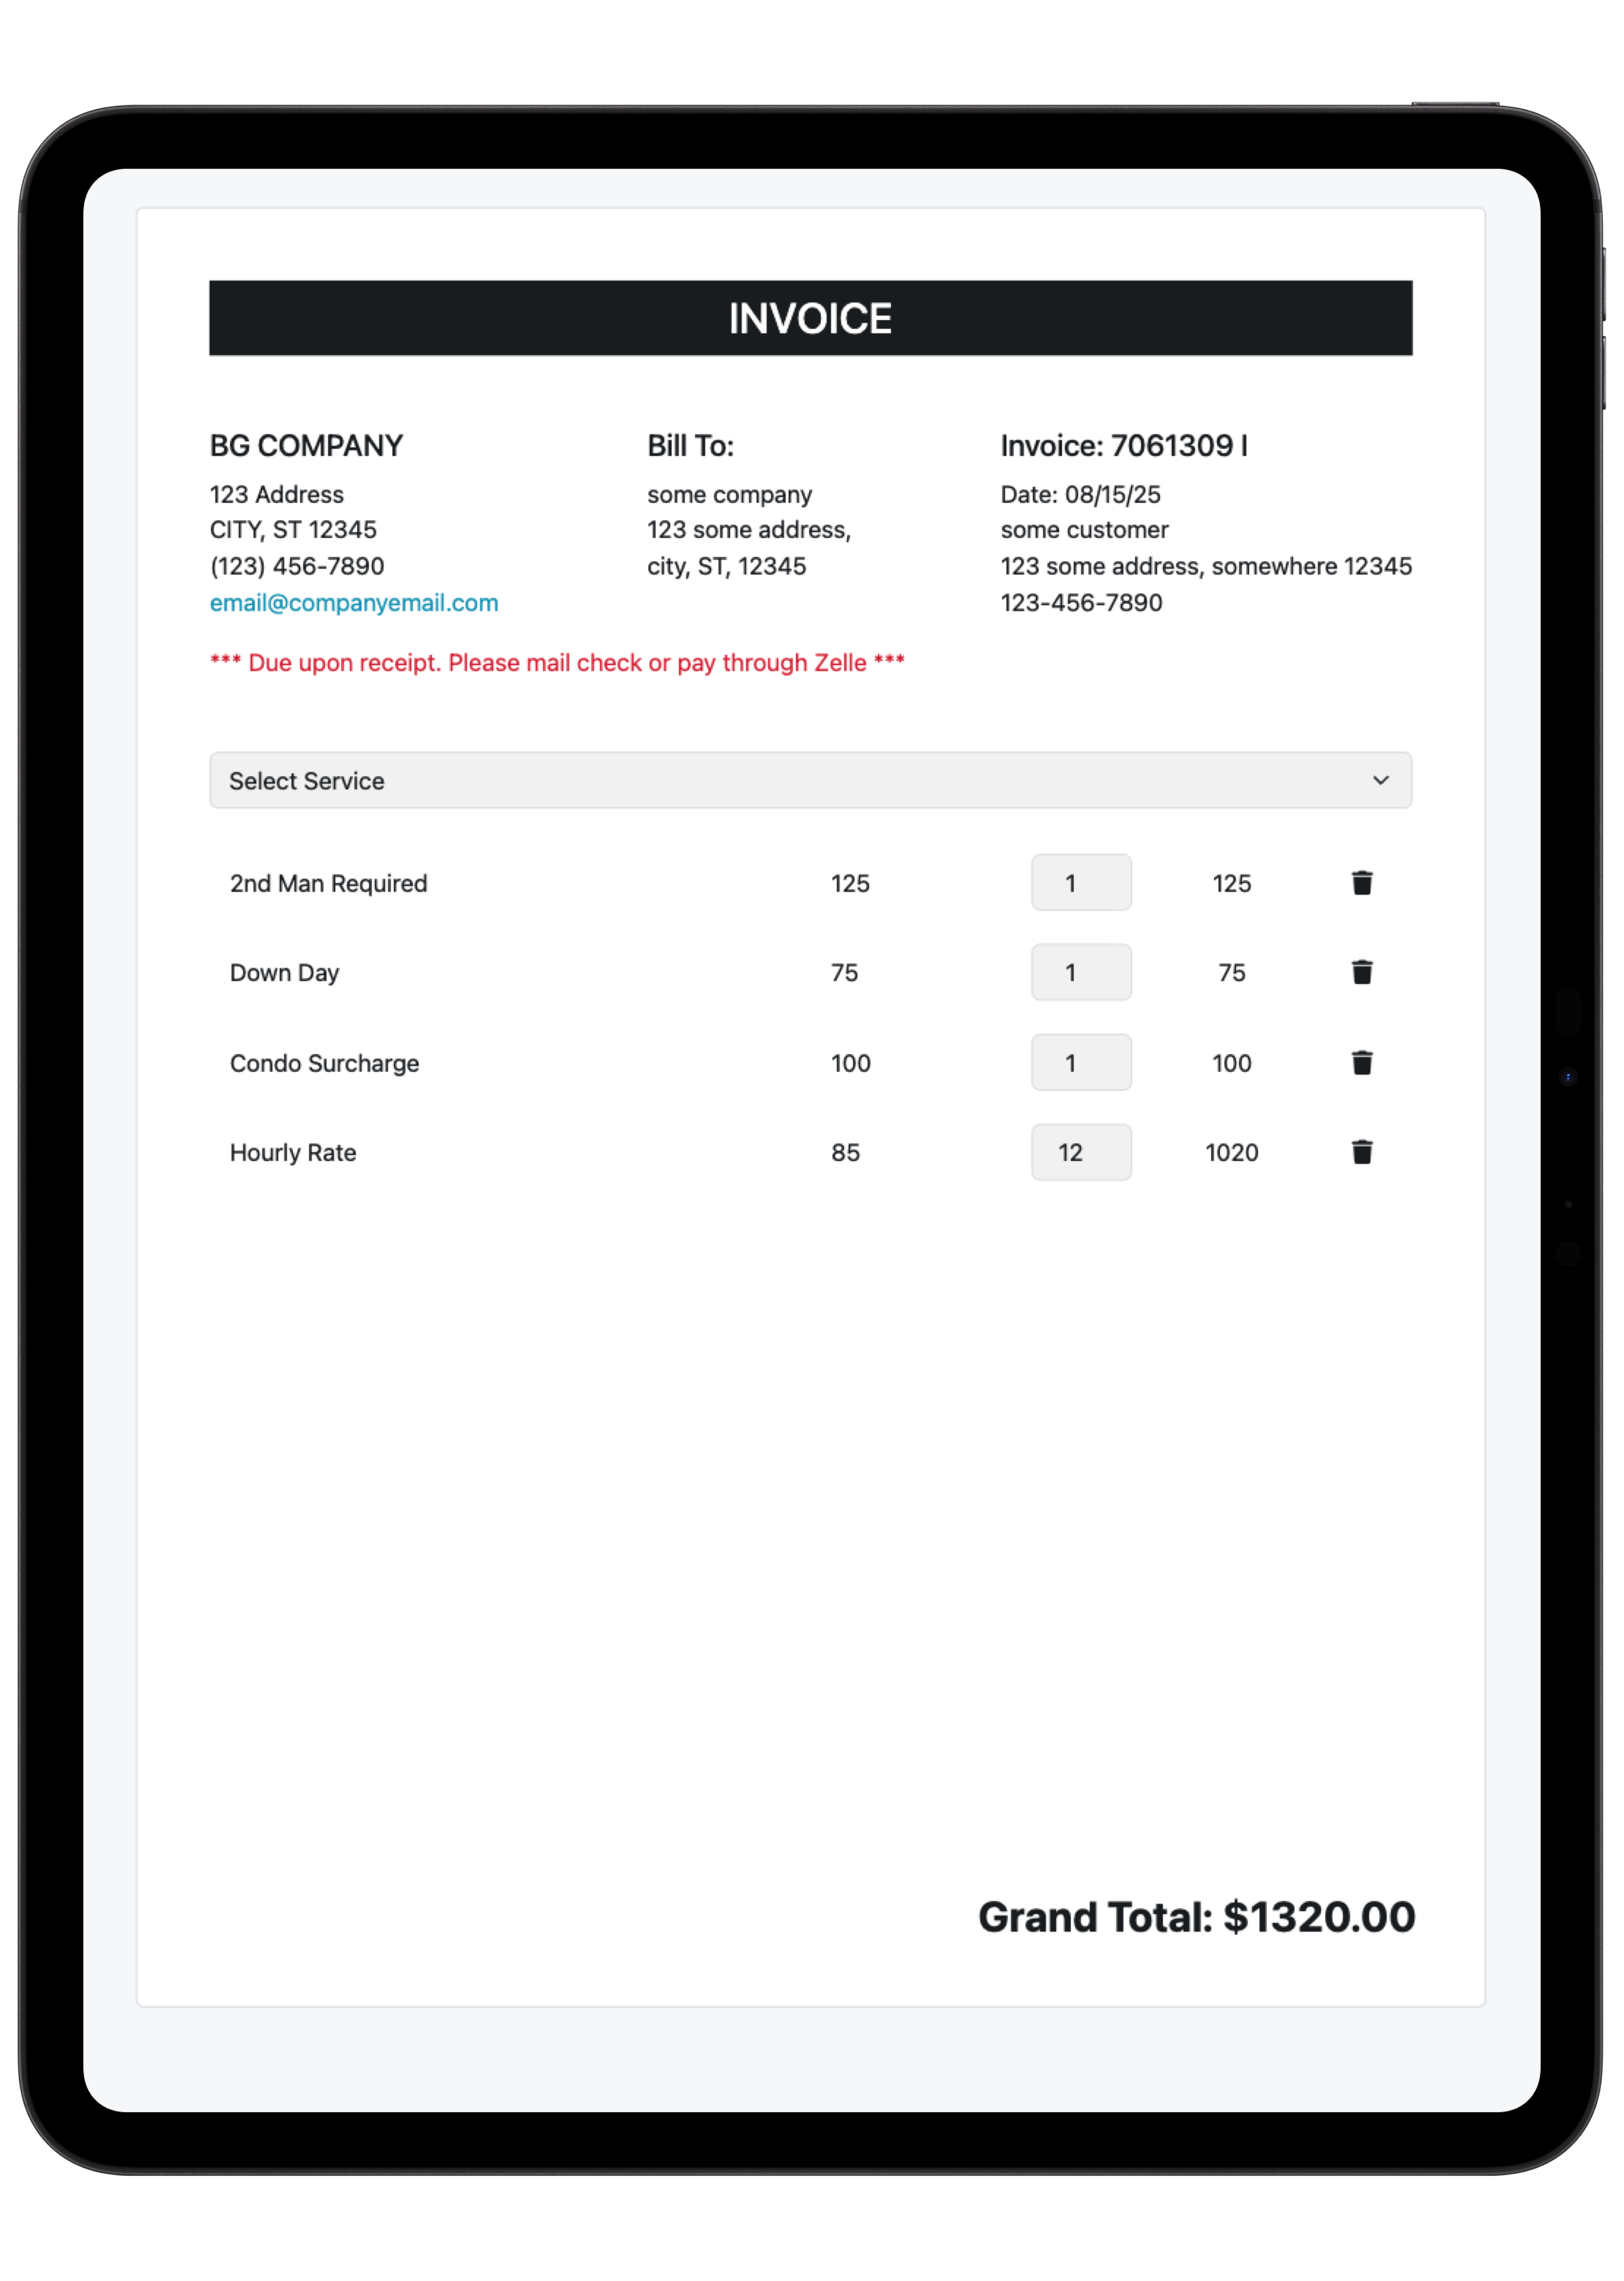 INVOICE
BG COMPANY
123 Address
CITY, ST 12345
(123) 456-7890
email@companyemail.com
Bill To:
some company
123 some address,
city, ST, 12345
Invoice: 7061309 I
Date: 08/15/25
some customer
123 some address, somewhere 12345
123-456-7890
*** Due upon receipt. Please mail check or pay through Zelle ***
Select Service
2nd Man Required 125 1 125
Down Day 75 1 75
Condo Surcharge 100 1 100
Hourly Rate 85 12 1020
Grand Total: $1320.00